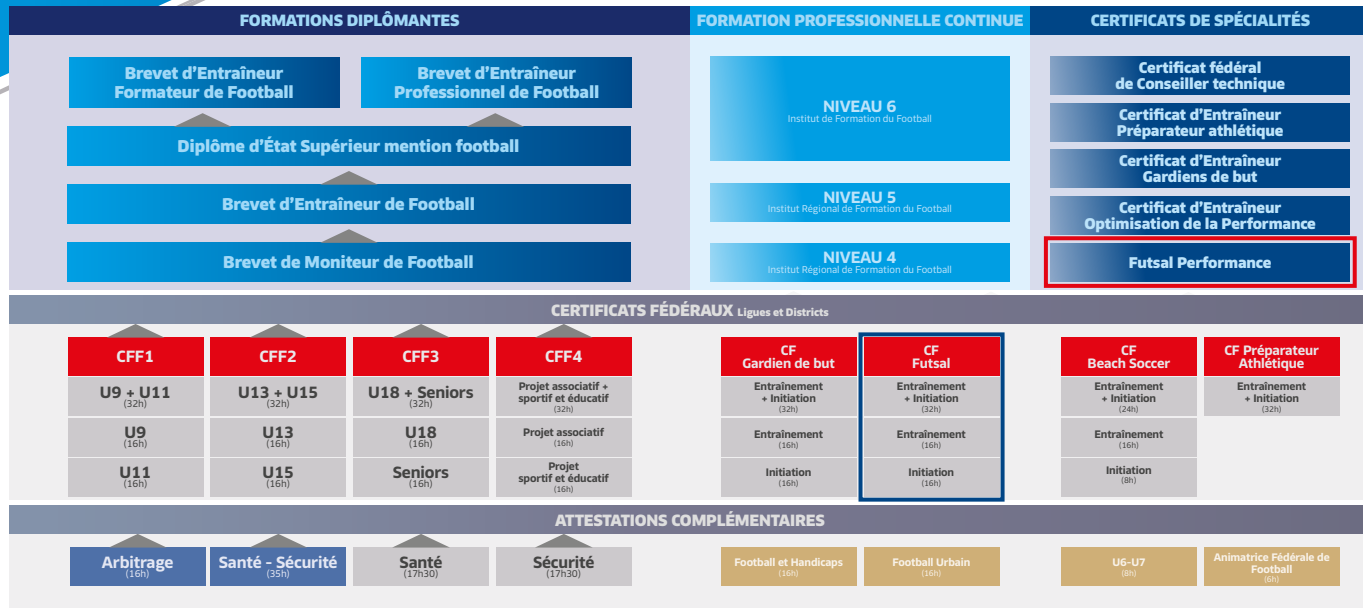 FORMATIONS DIPLÔMANTES
Brevet d'Entraîneur
Formateur de Football
Brevet d'Entraîneur
Professionnel de Football
Diplôme d'État Supérieur mention football
Brevet d'Entraîneur de Football
Brevet de Moniteur de Football
FORMATION PROFESSIONNELLE CONTINUE
NIVEAU 6
Institut de Formation du Football
NIVEAU 5
Institut Régional de Formation du Football
NIVEAU 4
Institut Régional de Formation du Football
CERTIFICATS DE SPÉCIALITÉS
Certificat fédéral
de Conseiller technique
Certificat d'Entraîneur
Préparateur athlétique
Certificat d'Entraîneur
Gardiens de but
Certificat d'Entraîneur
Optimisation de la Performance
Futsal Performance
CERTIFICATS FÉDÉRAUX Ligues et Districts
CFF1
U9 + U11
(32h)
U9
(16h)
U11
(16h)
CFF2
U13 + U15
(32h)
U13
(16h)
U15
(16h)
CFF3
U18 + Seniors
(32h)
U18
(16h)
Seniors
(16h)
CFF4
Projet associatif +
sportif et éducatif
(32h)
Projet associatif
(16h)
Projet
sportif et éducatif
(16h)
CF
Gardien de but
Entraînement
+ Initiation
(32h)
Entraînement
(16h)
Initiation
(16h)
CF
Futsal
Entraînement
+ Initiation
(32h)
Entraînement
(16h)
Initiation
(16h)
CF
Beach Soccer
Entraînement
+ Initiation
(24h)
Entraînement
(16h)
Initiation
(8h)
CF Préparateur
Athlétique
Entraînement
+ Initiation
(32h)
ATTESTATIONS COMPLÉMENTAIRES
Arbitrage
(16h)
Santé - Sécurité
(35h)
Santé
(17h30)
Sécurité
(17h30)
Football et Handicaps
(16h)
Football Urbain
(16h)
U6-U7
(8h)
Animatrice Fédérale de
Football
(6h)